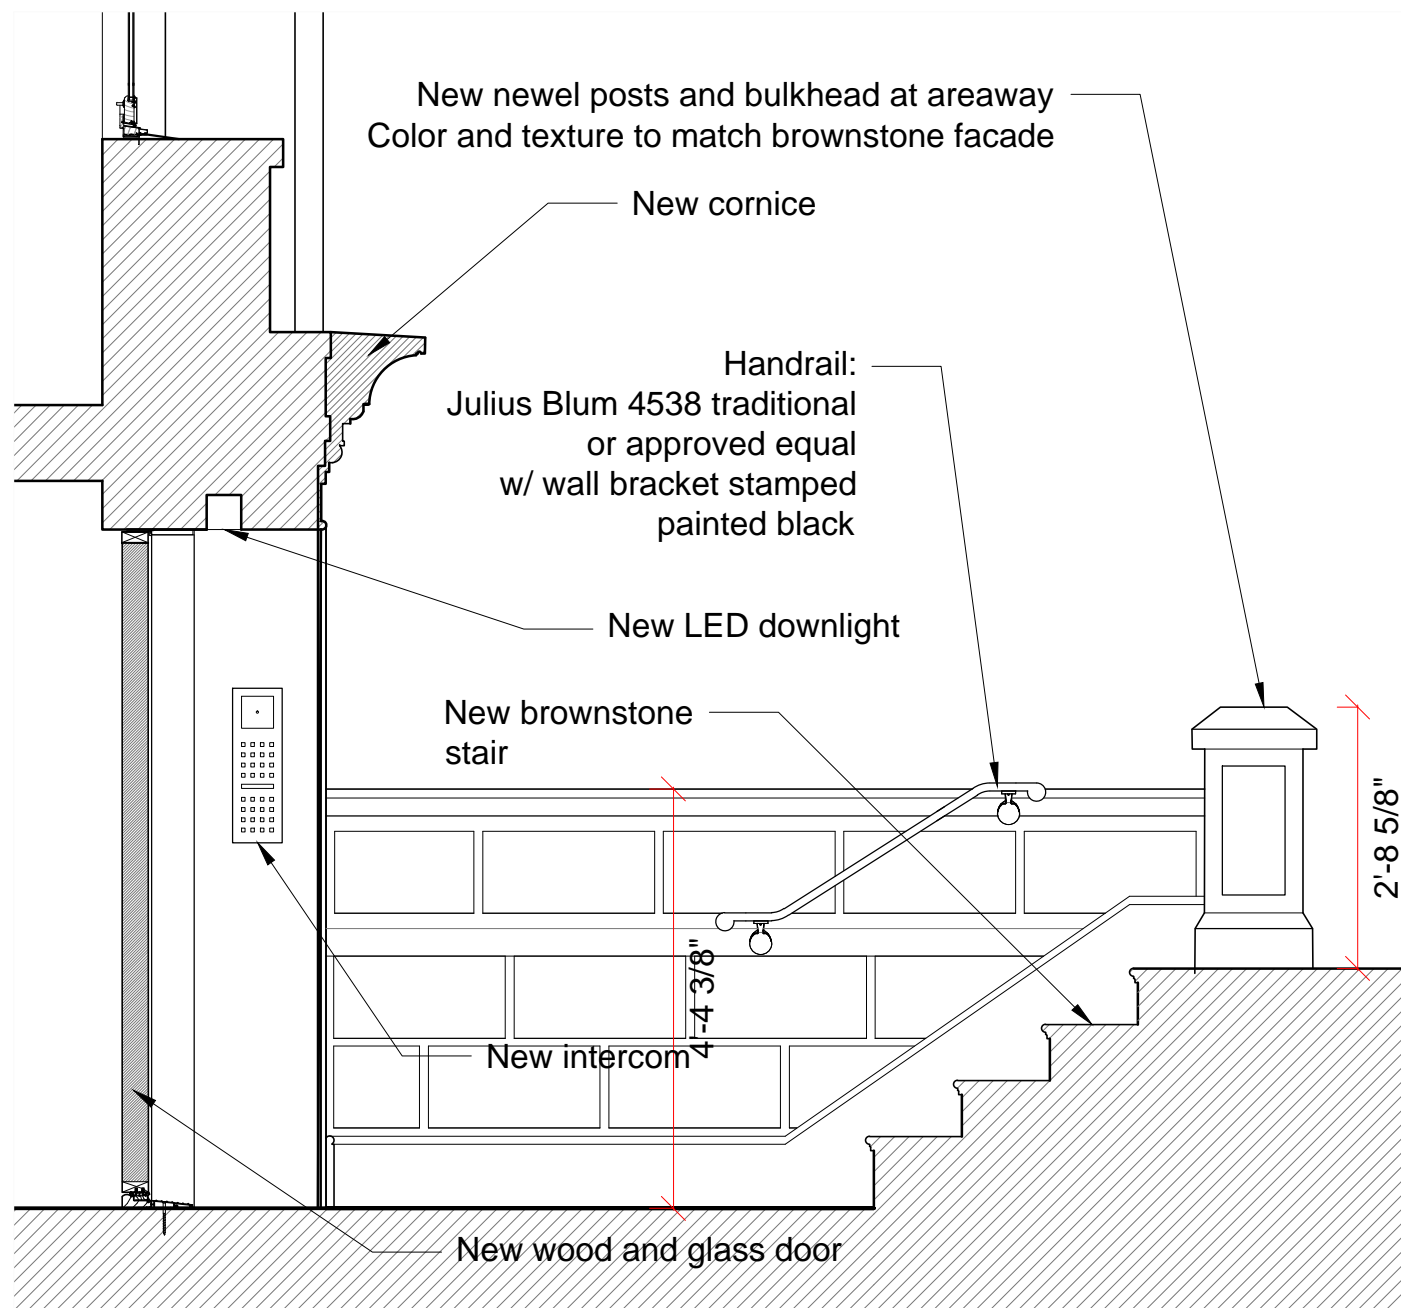 New newel posts and bulkhead at areaway
Color and texture to match brownstone facade
New cornice
Handrail:
Julius Blum 4538 traditional
or approved equal
w/ wall bracket stamped
painted black
New LED downlight
New brownstone
stair
2'-8 5/8"
4'-4 3/8"
New intercom
New wood and glass door